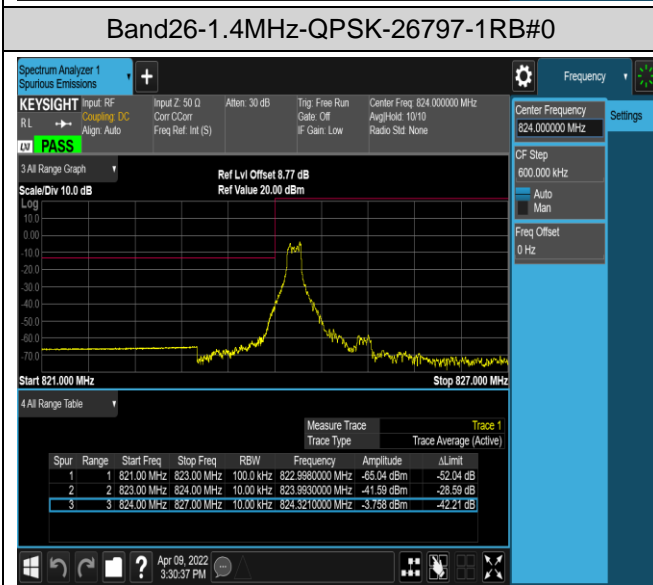 Band26-1.4MHz-QPSK-26797-1RB#0
Spectrum Analyzer 1
Spurious Emissions
Frequency
KEYSIGHT Input: RF Input Z: 50 Ω Atten: 30 dB Trig: Free Run Center Freq: 824.000000 MHz
RL Coupling: DC Corr CCorr Gate: Off Avg|Hold: 10/10
Align: Auto Freq Ref: Int (S) IF Gain: Low Radio Std: None
LXI PASS
Center Frequency
824.000000 MHz
Settings
CF Step
600.000 kHz
Auto
Man
Freq Offset
0 Hz
3 All Range Graph
Ref Lvl Offset 8.77 dB
Scale/Div 10.0 dB Ref Value 20.00 dBm
Log
10.0
0.00
-10.0
-20.0
-30.0
-40.0
-50.0
-60.0
-70.0
Start 821.000 MHz Stop 827.000 MHz
4 All Range Table
Measure Trace Trace 1
Trace Type Trace Average (Active)
Spur Range Start Freq Stop Freq RBW Frequency Amplitude ΔLimit
1 1 821.00 MHz 823.00 MHz 100.0 kHz 822.9980000 MHz -65.04 dBm -52.04 dB
2 2 823.00 MHz 824.00 MHz 10.00 kHz 823.9930000 MHz -41.59 dBm -28.59 dB
3 3 824.00 MHz 827.00 MHz 10.00 kHz 824.3210000 MHz -3.758 dBm -42.21 dB
Apr 09, 2022
3:30:37 PM